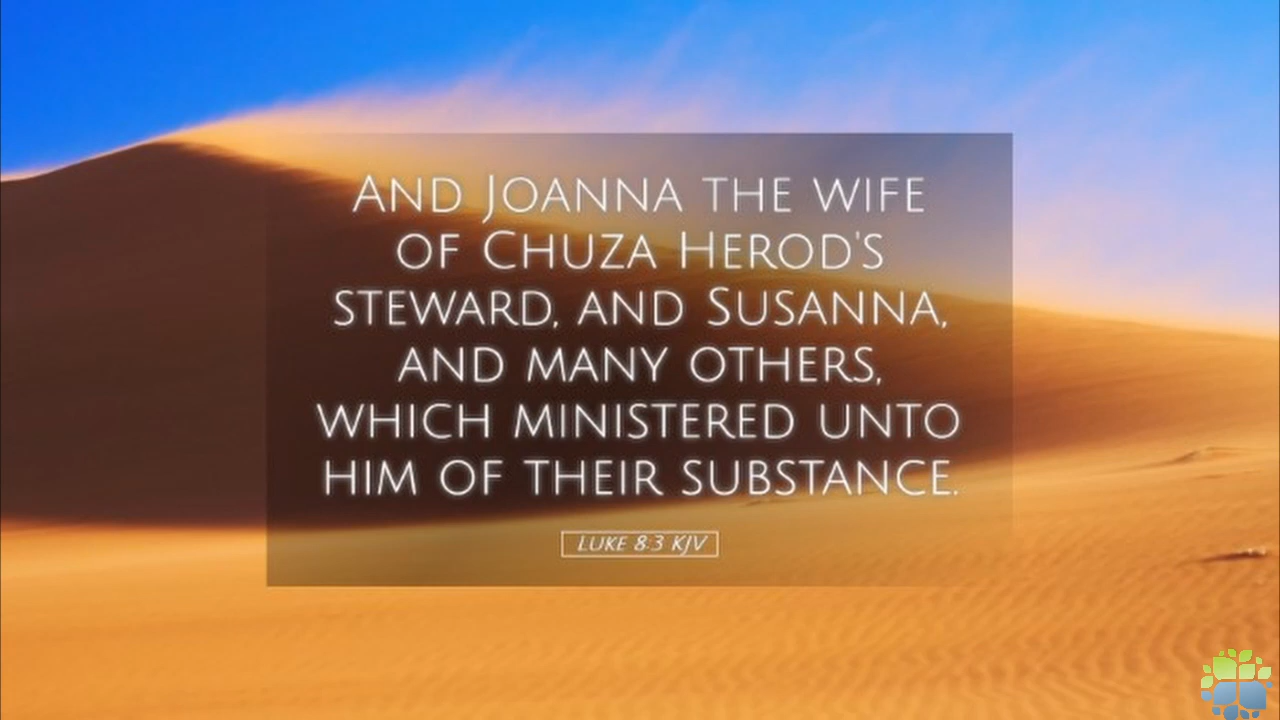 And Joanna the wife
of Chuza Herod's
steward, and Susanna,
and many others,
which ministered unto
him of their substance.
LUKE 8:3 KJV